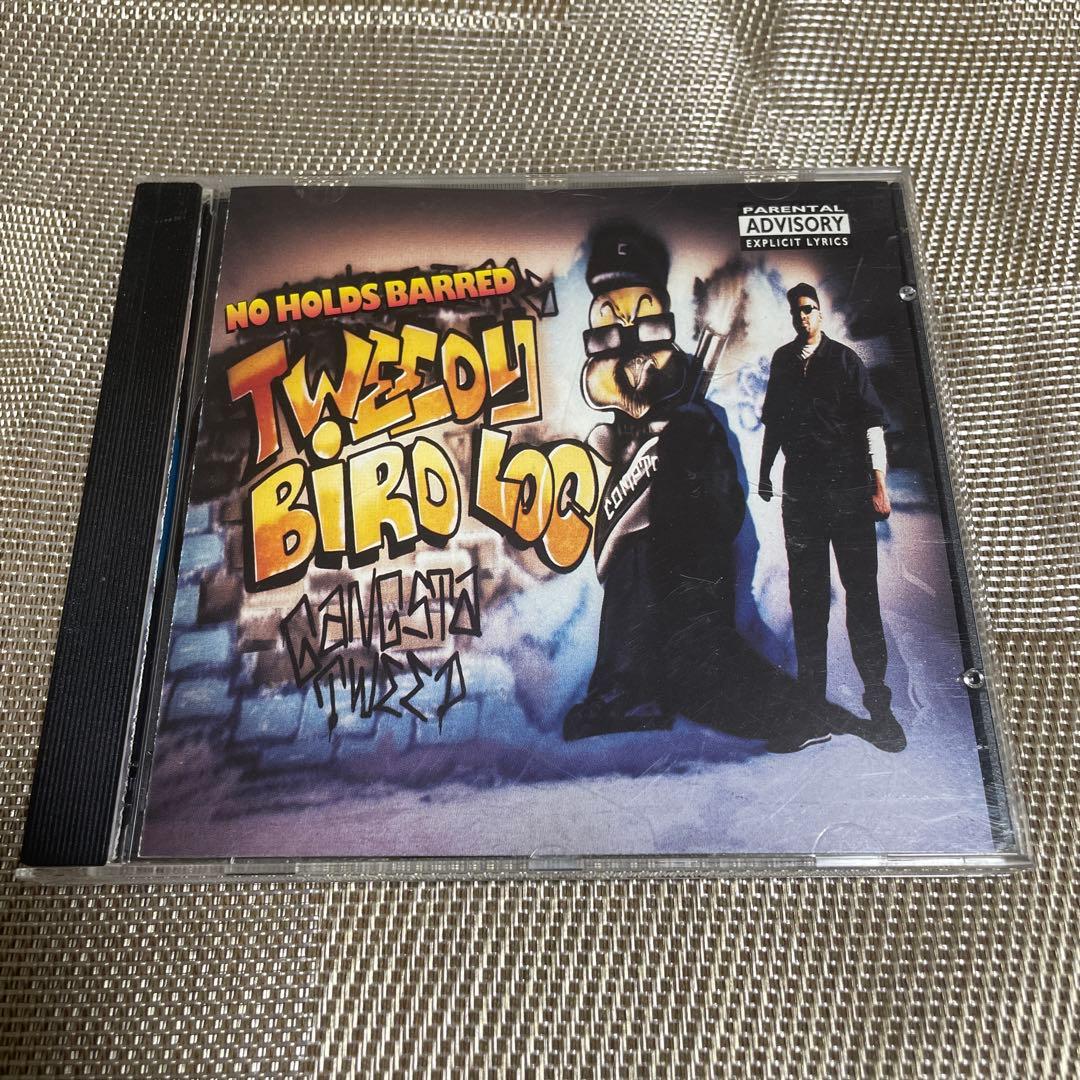 PARENTAL
ADVISORY
EXPLICIT LYRICS
C
NO HOLDS BARRED
TWEEDY
BIRD LOC
GANGSTA
TWEED